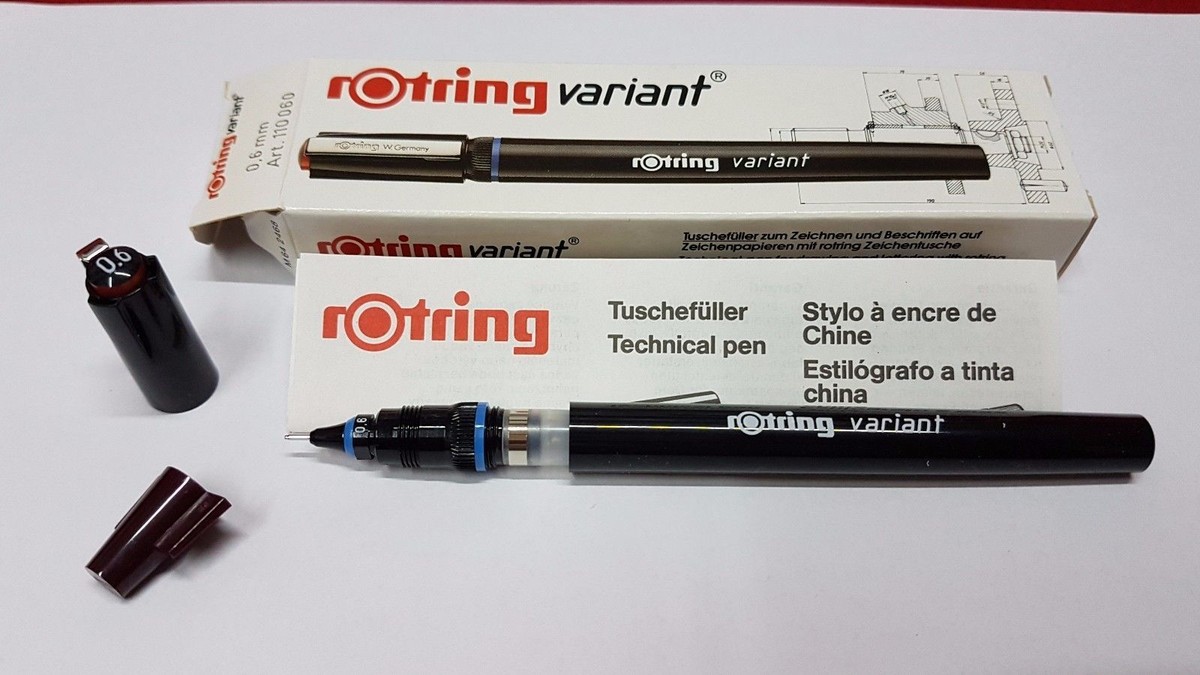 rotring variant®
rotring W. Germany
rotring variant
rotring variant®
0,6 mm
Art. 110 060
rotring variant®
Tuschefüller zum Zeichnen und Beschriften auf
Zeichenpapieren mit rotring Zeichentusche
0.6
rotring
Tuschefüller
Technical pen
Stylo à encre de
Chine
Estilógrafo a tinta
china
0.6
rotring variant